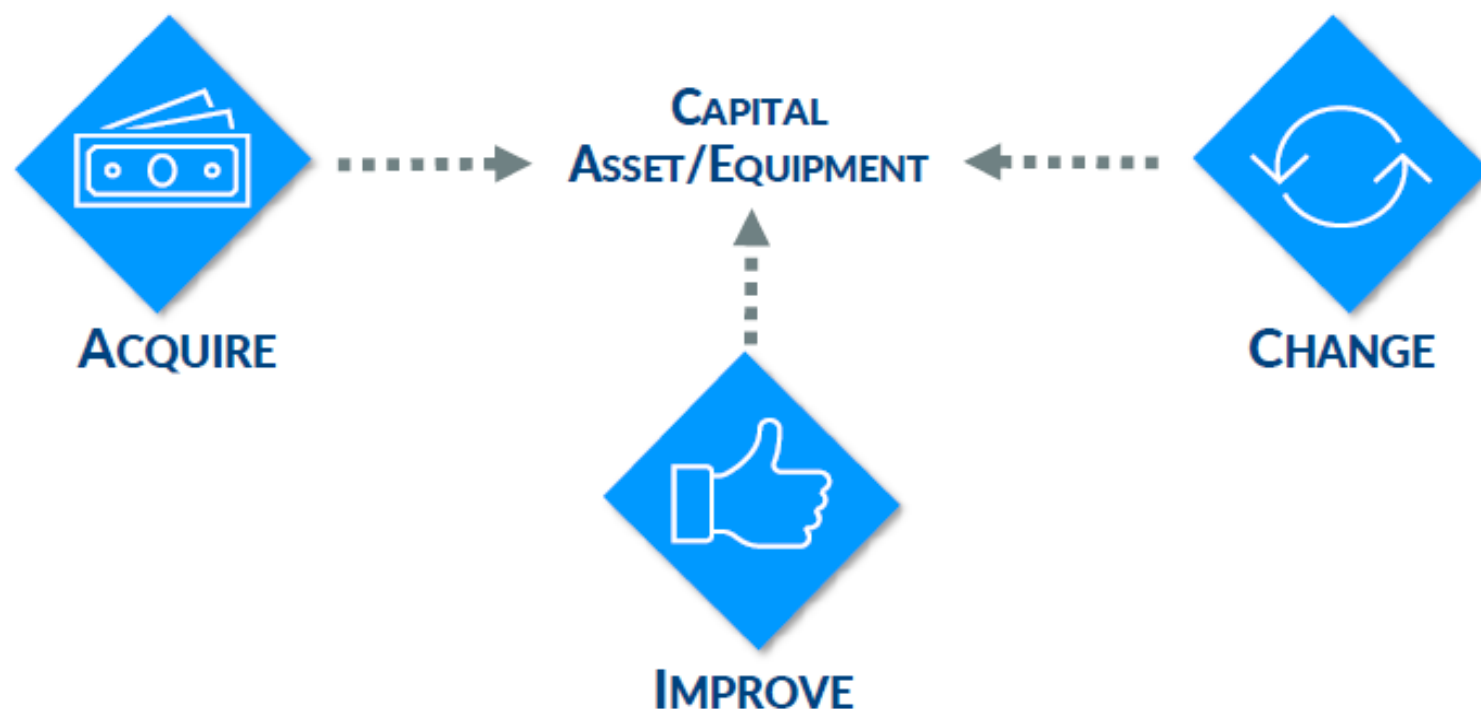 CAPITAL
ASSET/EQUIPMENT
ACQUIRE
CHANGE
IMPROVE